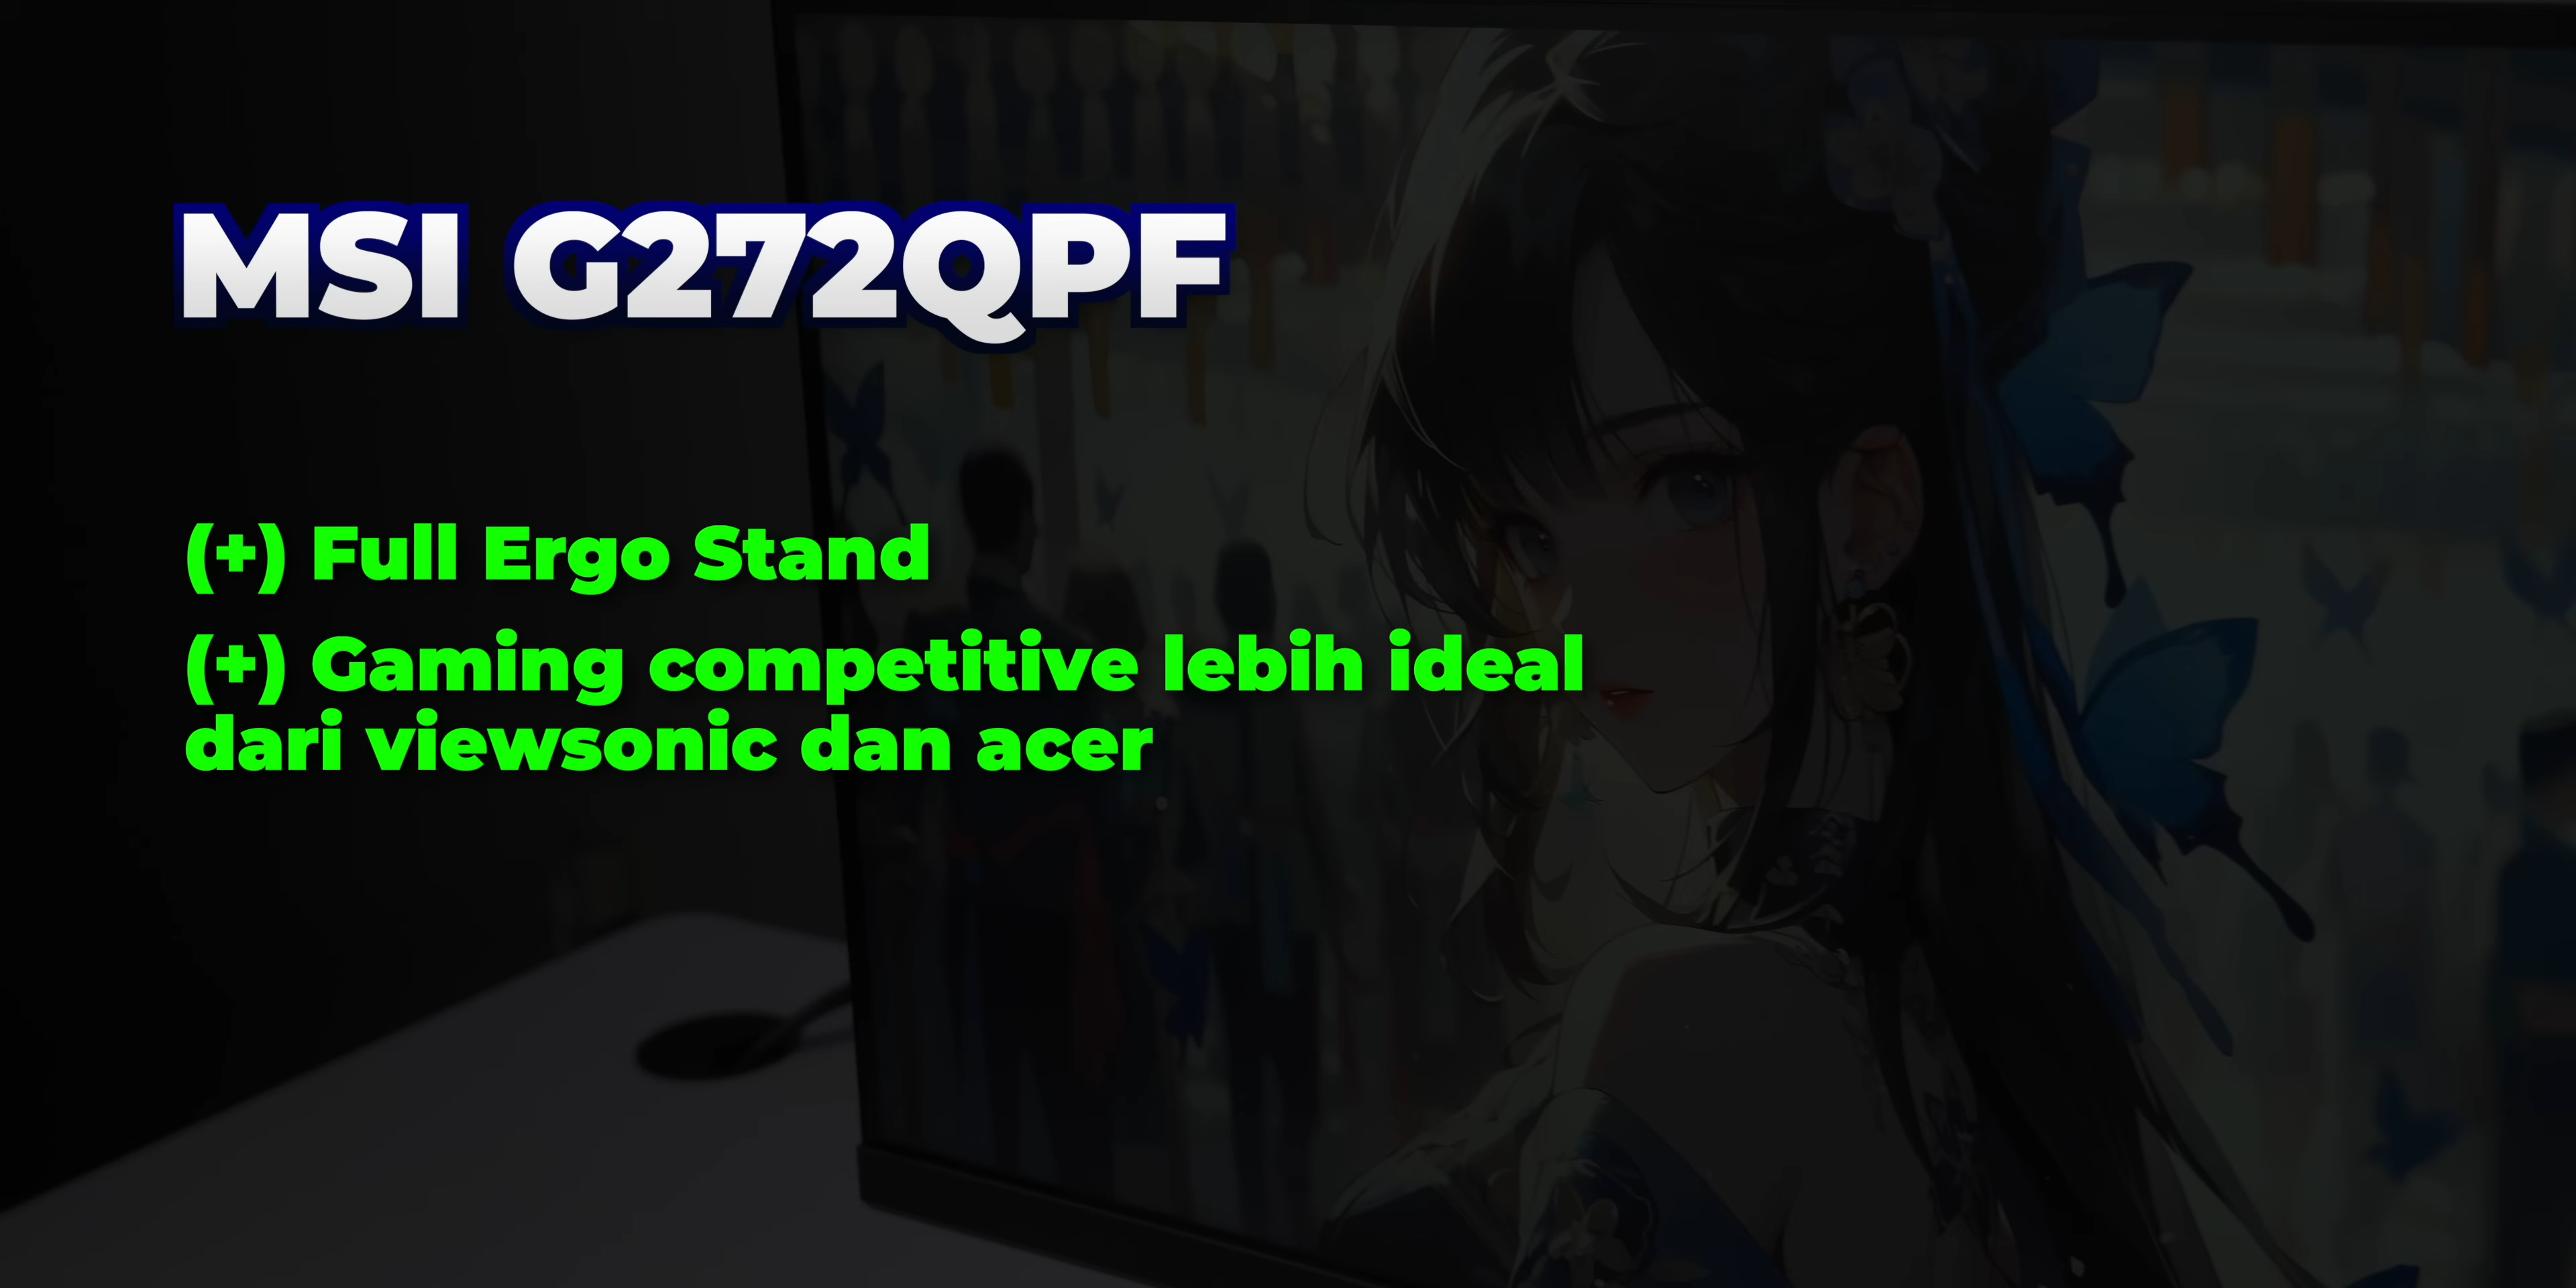 MSI G272QPF
(+) Full Ergo Stand
(+) Gaming competitive lebih ideal
dari viewsonic dan acer